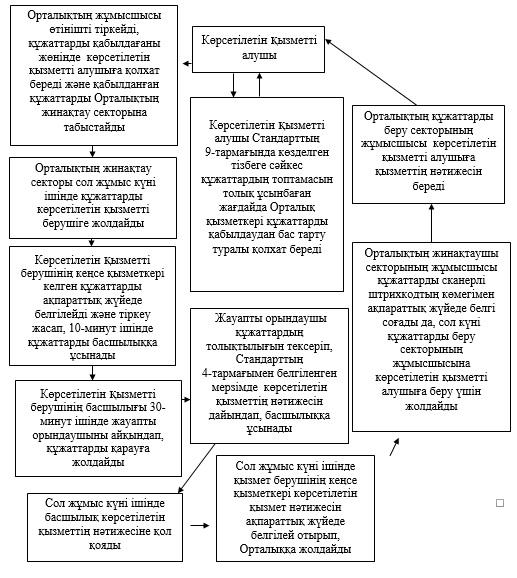 Орталықтың жұмысшысы
өтінішті тіркейді,
құжаттарды қабылдағаны
жөнінде көрсетілетін
қызметті алушыға қолхат
береді және қабылданған
құжаттарды Орталықтың
жинақтау секторына
табыстайды
Көрсетілетін Қызметті
алушы
Көрсетілетін Қызметті
алушы Стандарттың
9-тармағында көзделген
тізбеге сәйкес
құжаттардың топтамасын
толық ұсынбаған
жағдайда Орталық
қызметкері құжаттарды
қабылдаудан бас тарту
туралы қолхат береді
Орталықтың құжаттарды
беру секторының
жұмысшысы көрсетілетін
қызметті алушыға
қызметтің нәтижесін
береді
Орталықтың жинақтау
секторы сол жұмыс күні
ішінде құжаттарды
көрсетілетін қызметті
берушіге жолдайды
Көрсетілетін Қызметті
берушінің кеңсе қызметкері
келген құжаттарды
ақпараттық жүйеде
белгілейді және тіркеу
жасап, 10-минут ішінде
құжаттарды басшылыққа
ұсынады
Орталықтың жинақтаушы
секторының жұмысшысы
құжаттарды сканерлі
штрихкодтың көмегімен
ақпараттық жүйеде белгі
соғады да, сол күні
құжаттарды беру
секторының
жұмысшысына
көрсетілетін қызметті
алушыға беру үшін
жолдайды
Жауапты орындаушы
құжаттардың
толықтылығын тексеріп,
Стандарттың
4-тармағымен белгіленген
мерзімде көрсетілетін
қызметтің нәтижесін
дайындап, басшылыққа
ұсынады
Көрсетілетін Қызметті
берушінің басшылығы 30-
минут ішінде жауапты
орындаушыны айқындап,
құжаттарды қарауға
жолдайды
Сол жұмыс күні ішінде
басшылық көрсетілетін
қызметтің нәтижесіне қол
қояды
Сол жұмыс күні ішінде
қызмет берушінің кеңсе
қызметкері көрсетілетін
қызмет нәтижесін
ақпараттық жүйеде
белгілей отырып,
Орталыққа жолдайды